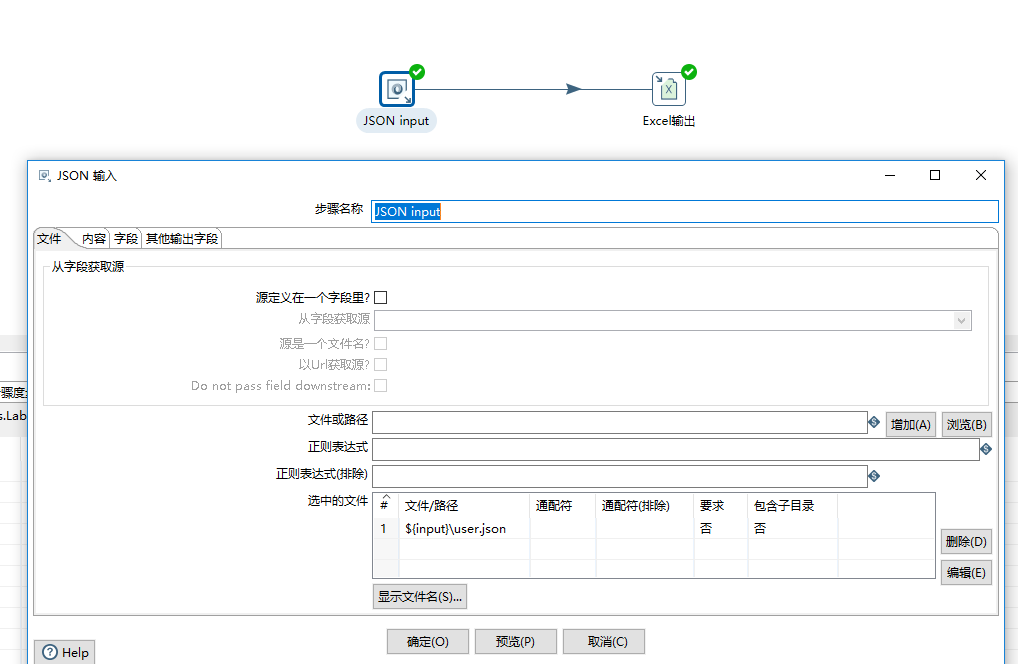 JSON input
Excel输出
JSON 输入
步骤名称 JSON input
文件 内容 字段 其他输出字段
从字段获取源
源定义在一个字段里?
从字段获取源
源是一个文件名?
以Url获取源?
Do not pass field downstream:
骤度
s.Lab
文件或路径 增加(A) 浏览(B)
正则表达式
正则表达式(排除)
选中的文件
# 文件/路径 通配符 通配符(排除) 要求 包含子目录
1 ${input}\user.json 否 否
删除(D)
编辑(E)
显示文件名(S)...
确定(O) 预览(P) 取消(C)
Help